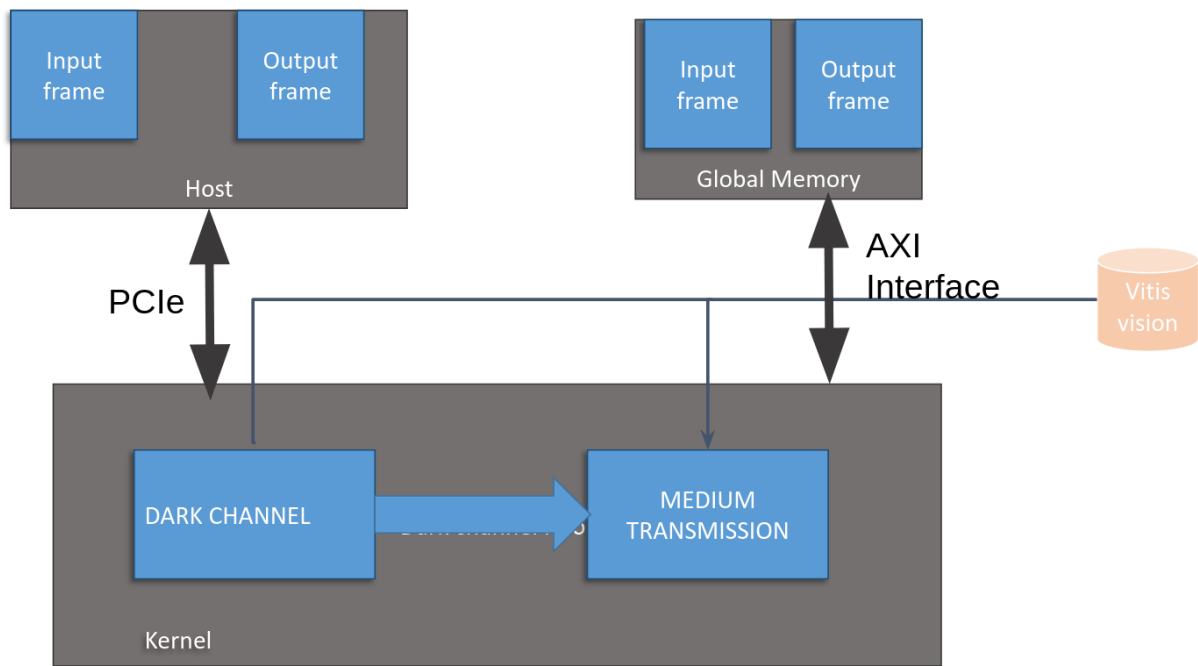 Input
frame
Output
frame
Host
Input
frame
Output
frame
Global Memory
PCIe
AXI
Interface
Vitis
vision
DARK CHANNEL
MEDIUM
TRANSMISSION
Kernel